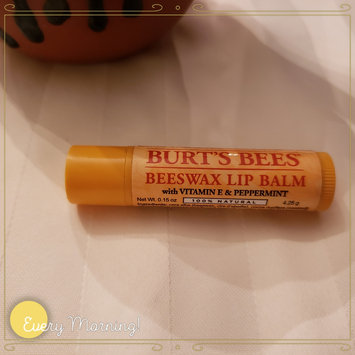 BURT'S BEES
BEESWAX LIP BALM
with VITAMIN E & PEPPERMINT
Net Wt. 0.15 oz 100% NATURAL 4.25 g
Every Morning!